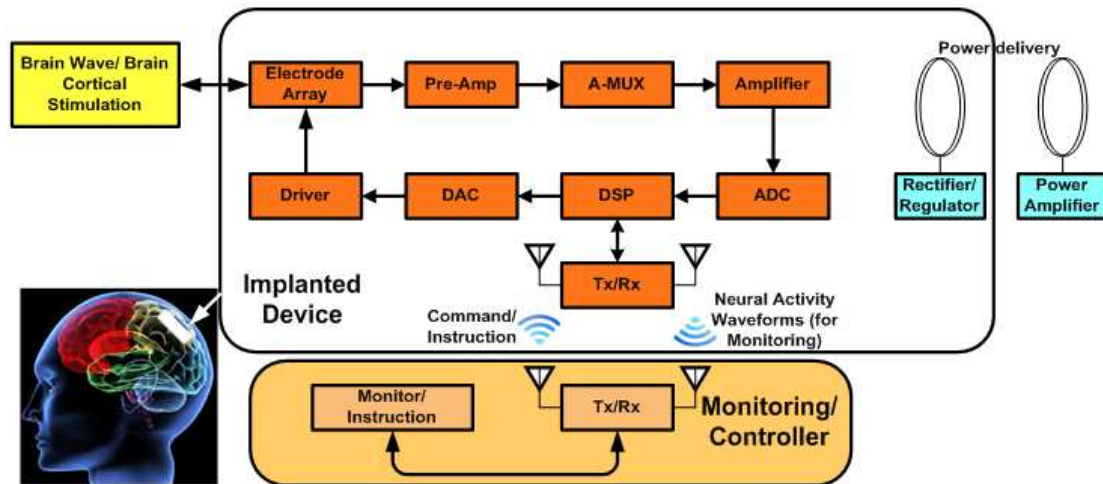 Brain Wave/ Brain
Cortical
Stimulation
Electrode
Array
Pre-Amp
A-MUX
Amplifier
Power delivery
Driver
DAC
DSP
ADC
Rectifier/
Regulator
Power
Amplifier
Implanted
Device
Tx/Rx
Command/
Instruction
Neural Activity
Waveforms (for
Monitoring)
Monitor/
Instruction
Tx/Rx
Monitoring/
Controller